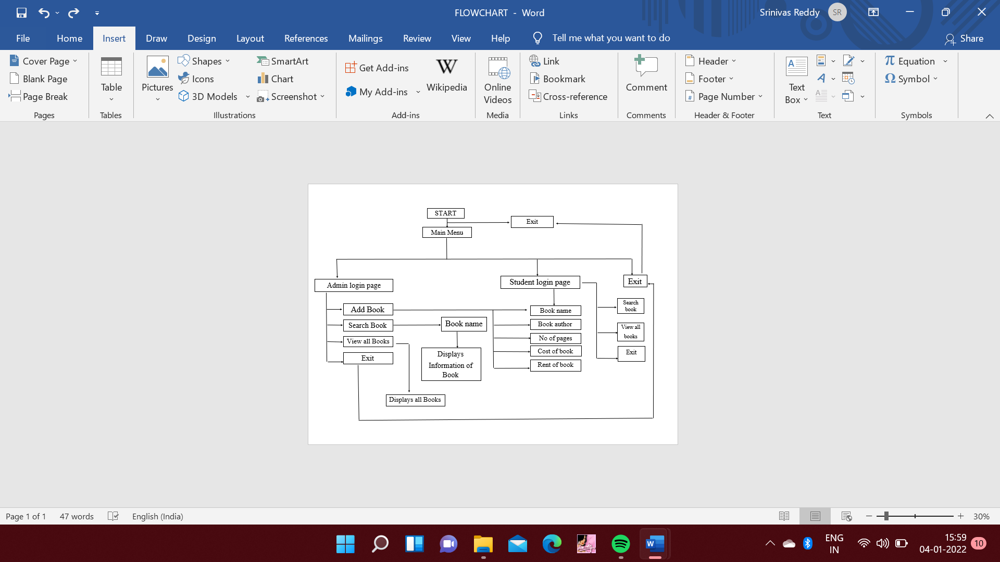 FLOWCHART - Word
Srinivas Reddy
SR
File
Home
Insert
Draw
Design
Layout
References
Mailings
Review
View
Help
Tell me what you want to do
Share
Cover Page
Blank Page
Page Break
Pages
Table
Tables
Pictures
Shapes
Icons
3D Models
SmartArt
Chart
Screenshot
Illustrations
Get Add-ins
My Add-ins
W
Wikipedia
Add-ins
Online
Videos
Media
Link
Bookmark
Cross-reference
Links
Comment
Comments
Header
Footer
# Page Number
Header & Footer
A
Text
Box
A
A
Text
π Equation
Ω Symbol
Symbols
START
Exit
Main Menu
Admin login page
Student login page
Exit
Add Book
Search Book
View all Books
Exit
Book name
Displays
Information of
Book
Displays all Books
Book name
Book author
No of pages
Cost of book
Rent of book
Search
book
View all
books
Exit
Page 1 of 1
47 words
English (India)
30%
W
ENG
IN
15:59
04-01-2022
10